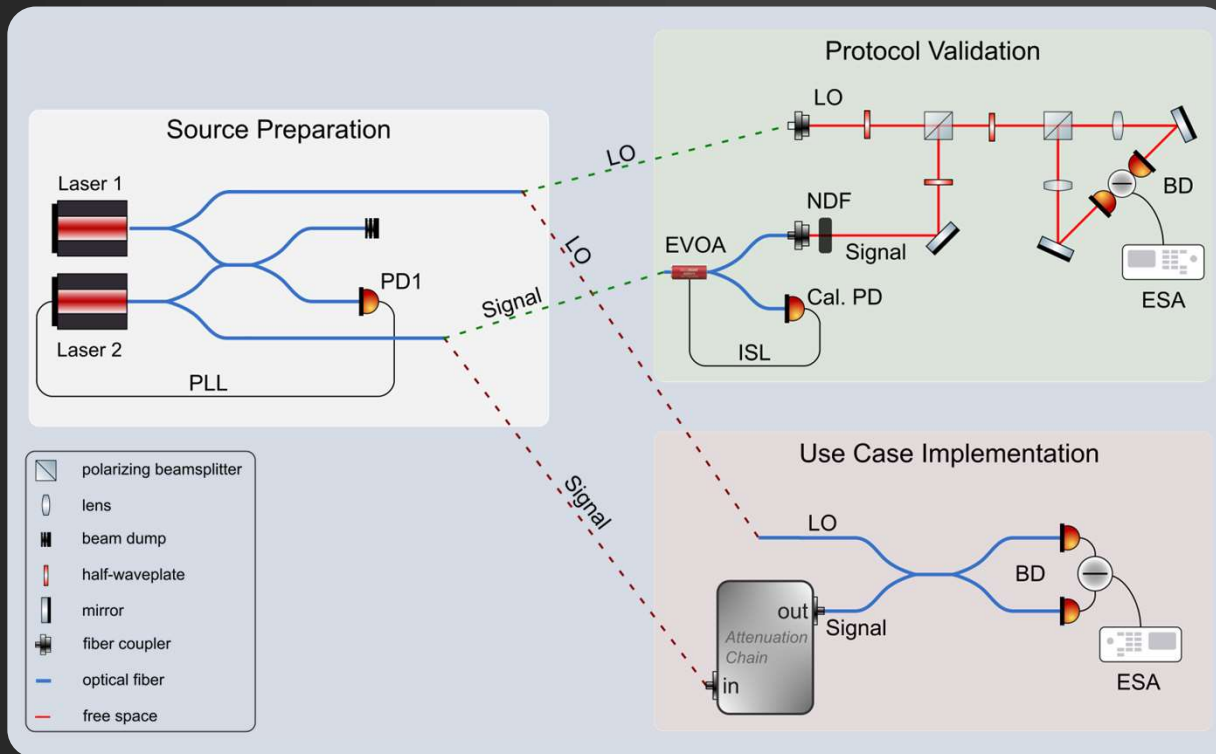 Source Preparation
Laser 1
Laser 2
PD1
PLL
LO
Signal
LO
Signal
Protocol Validation
LO
NDF
Signal
EVOA
Cal. PD
ISL
BD
ESA
Use Case Implementation
LO
out
Signal
Attenuation
Chain
in
BD
ESA
polarizing beamsplitter
lens
beam dump
half-waveplate
mirror
fiber coupler
optical fiber
free space